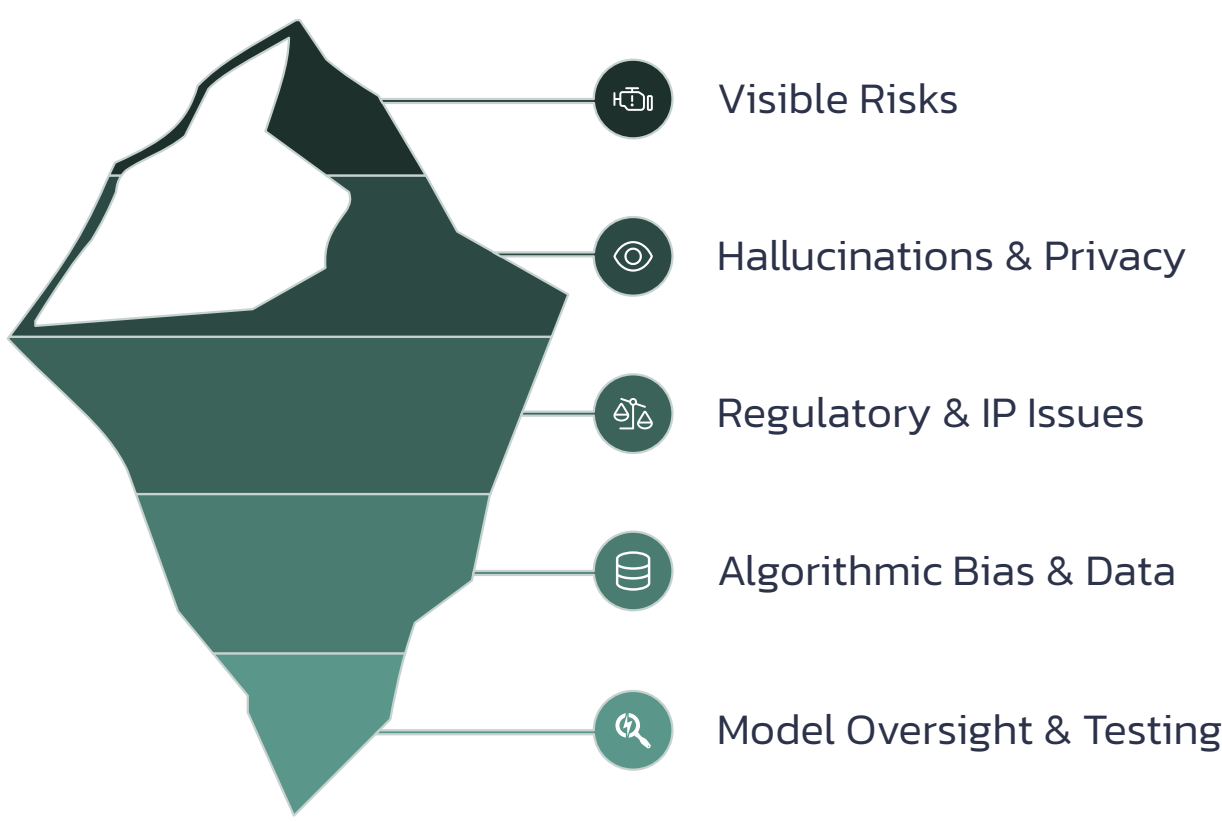 Visible Risks
Hallucinations & Privacy
Regulatory & IP Issues
Algorithmic Bias & Data
Model Oversight & Testing